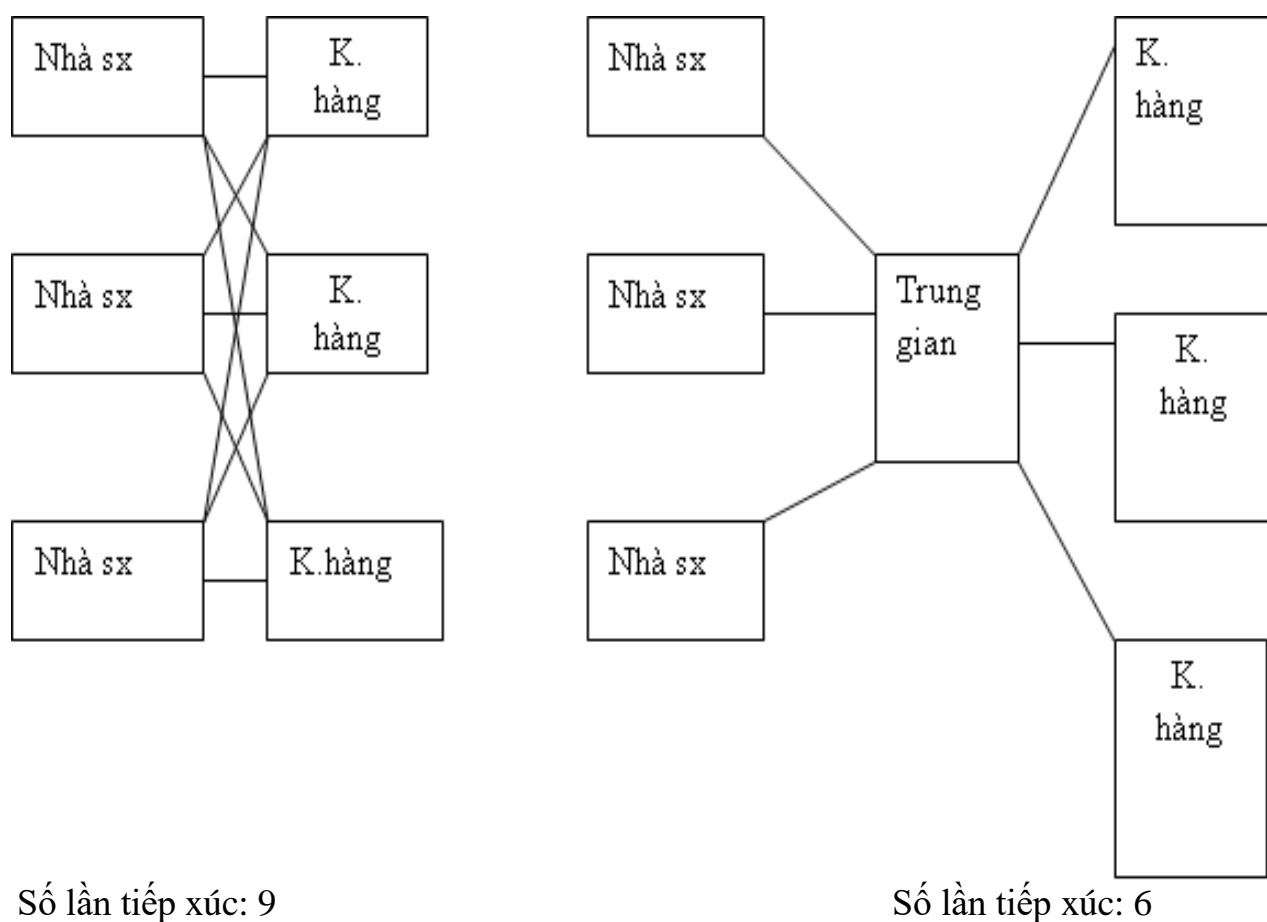 Nhà sx
K.
hàng
Nhà sx
K.
hàng
Nhà sx
K.hàng
Nhà sx
K.
hàng
Nhà sx
Trung
gian
K.
hàng
Nhà sx
K.
hàng
Số lần tiếp xúc: 9
Số lần tiếp xúc: 6